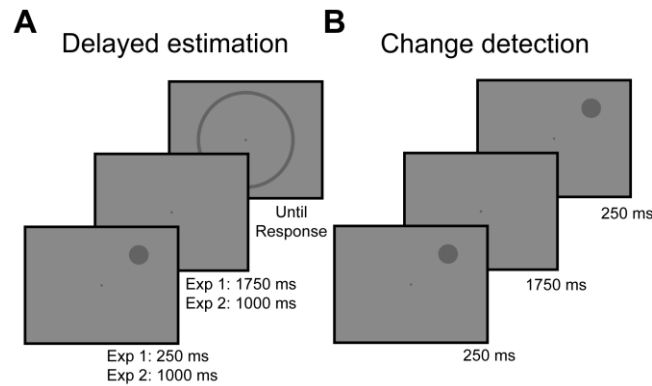 A
Delayed estimation
Until
Response
Exp 1: 1750 ms
Exp 2: 1000 ms
Exp 1: 250 ms
Exp 2: 1000 ms
B
Change detection
250 ms
1750 ms
250 ms